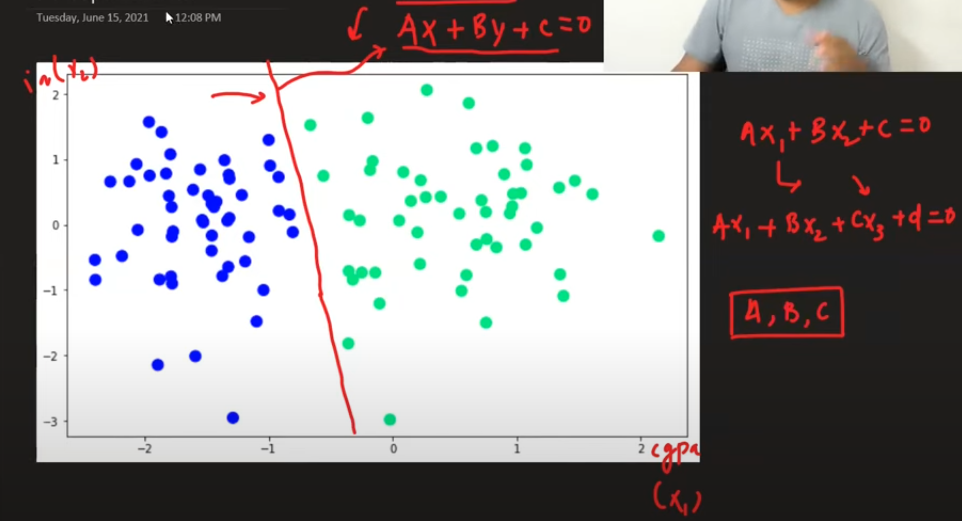 Tuesday, June 15, 2021 12:08 PM
Ax + By + C = 0
(x₂)
2
1
0
−1
−2
−3
−2 −1 0 1 2
cgpa
(x₁)
Ax₁ + Bx₂ + C = 0
Ax₁ + Bx₂ + Cx₃ + d = 0
A, B, C